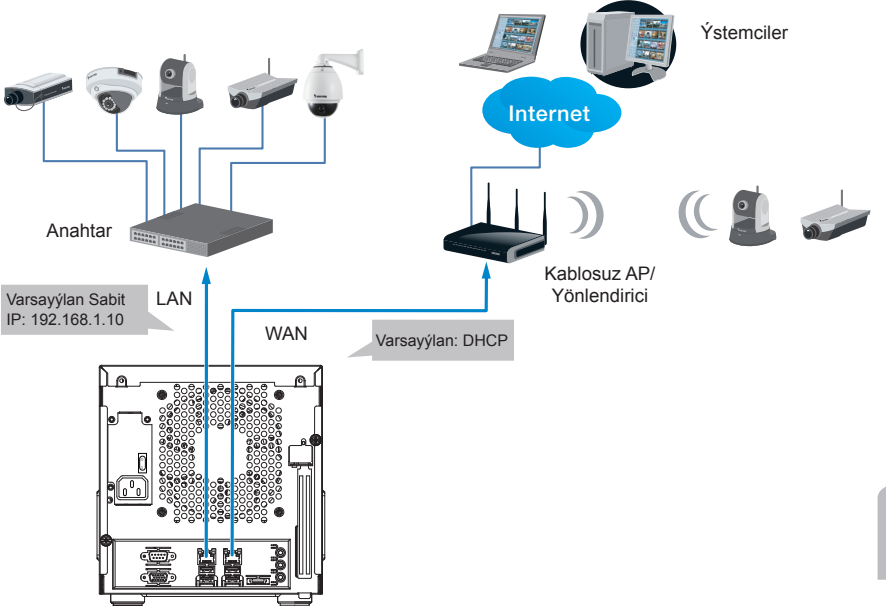 Ýstemciler
Internet
Anahtar
Kablosuz AP/
Yönlendirici
Varsayýlan Sabit
IP: 192.168.1.10
LAN
WAN
Varsayýlan: DHCP